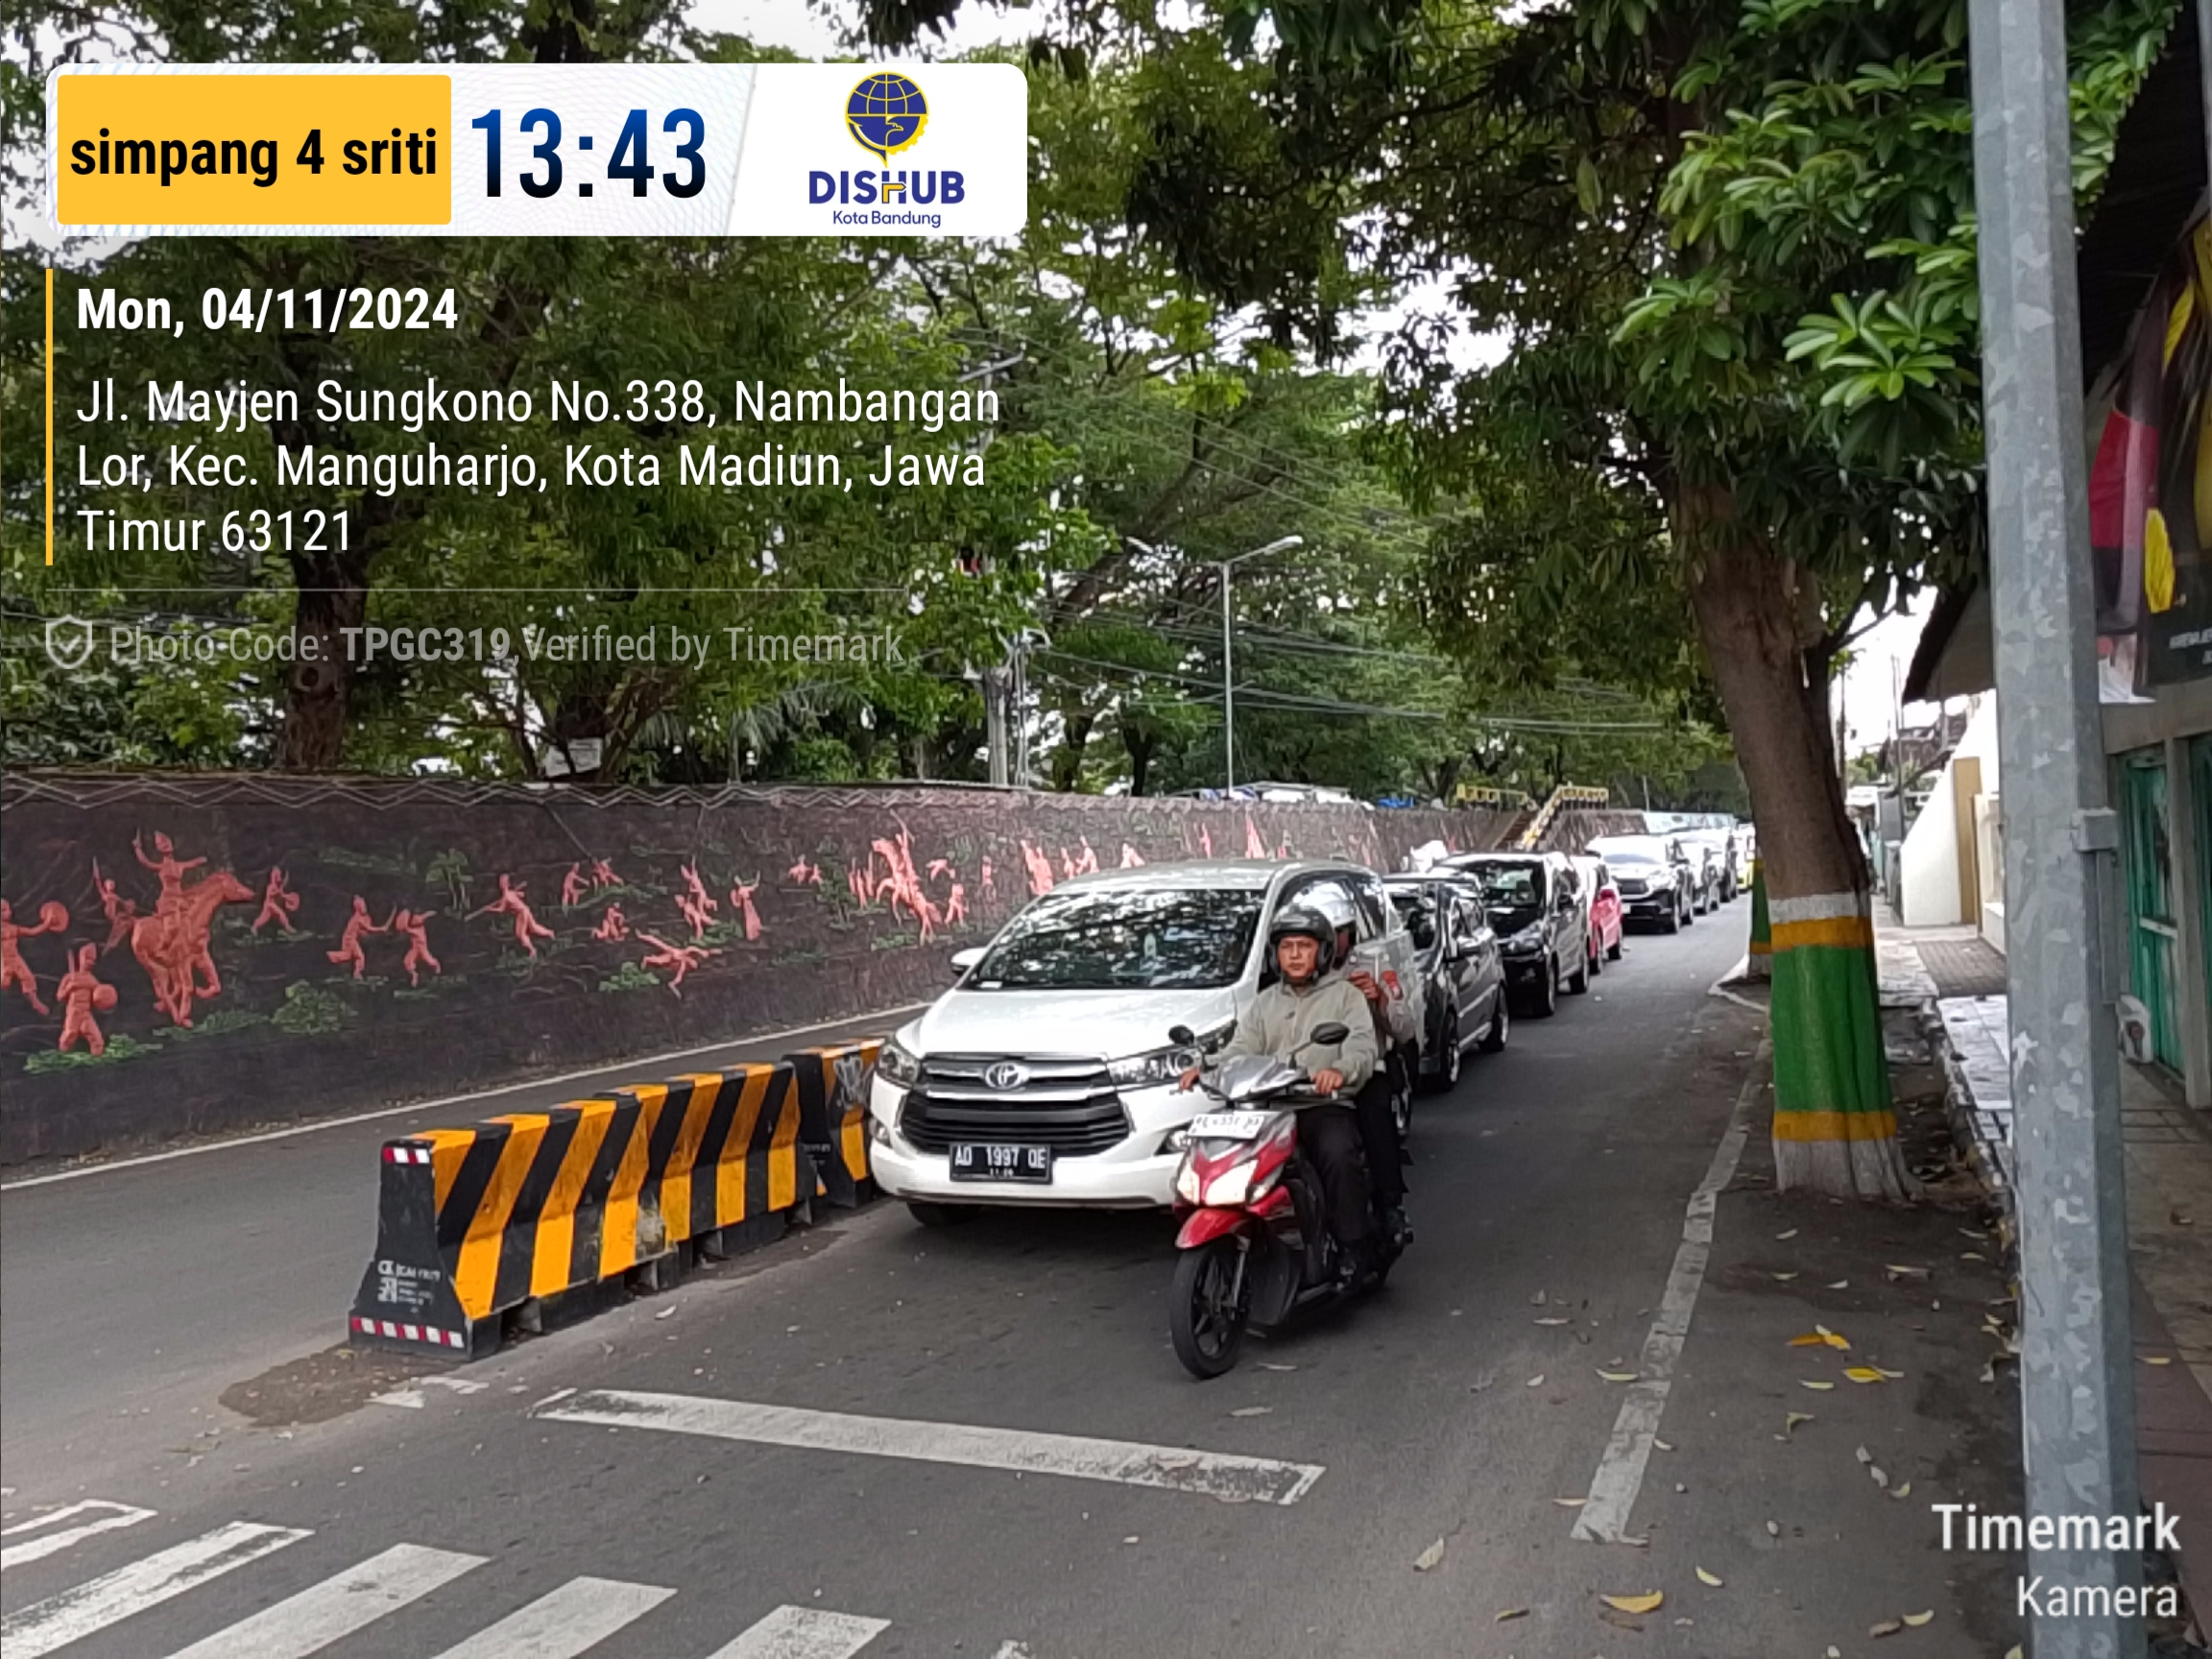 simpang 4 sriti
13:43
DISHUB
Kota Bandung
Mon, 04/11/2024
Jl. Mayjen Sungkono No.338, Nambangan
Lor, Kec. Manguharjo, Kota Madiun, Jawa
Timur 63121
Photo Code: TPGC319 Verified by Timemark
AD 1997 QE
Timemark
Kamera